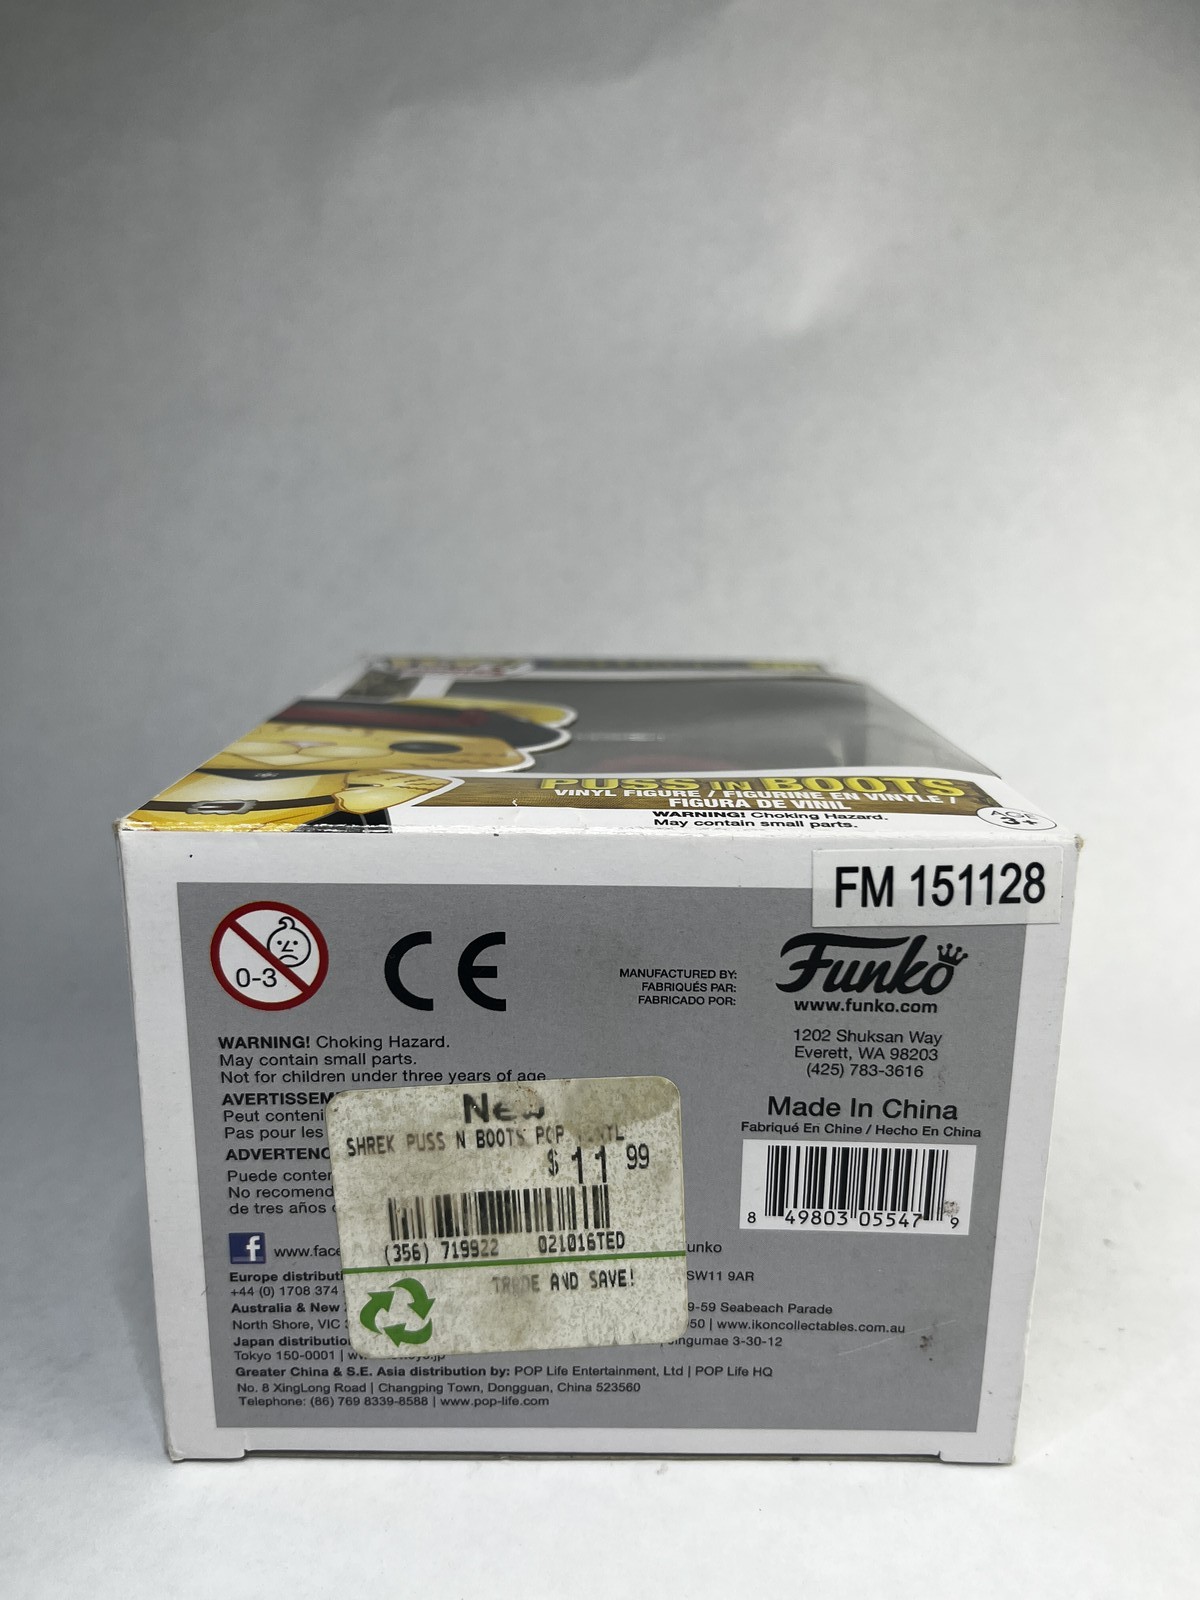 PUSS IN BOOTS
VINYL FIGURE / FIGURINE EN VINYLE /
FIGURA DE VINIL
WARNING! Choking Hazard.
May contain small parts.
AGE
3+
FM 151128
0-3
CE
MANUFACTURED BY:
FABRIQUÉS PAR:
FABRICADO POR:
Funko
www.funko.com
1202 Shuksan Way
Everett, WA 98203
(425) 783-3616
Made In China
Fabriqué En Chine / Hecho En China
8 49803 05547 9
WARNING! Choking Hazard.
May contain small parts.
Not for children under three years of age
AVERTISSEM
Peut conteni
Pas pour les
ADVERTENC
Puede conter
No recomend
de tres años
New
SHREK PUSS N BOOTS POP
$11.99
(356) 719922 021016TED
TRADE AND SAVE!
f www.face
unko
Europe distributi
SW11 9AR
+44 (0) 1708 374
Australia & New
9-59 Seabeach Parade
North Shore, VIC
50 | www.ikoncollectables.com.au
Japan distributio
ingumae 3-30-12
Tokyo 150-0001 |
Greater China & S.E. Asia distribution by: POP Life Entertainment, Ltd | POP Life HQ
No. 8 XingLong Road | Changping Town, Dongguan, China 523560
Telephone: (86) 769 8339-8588 | www.pop-life.com